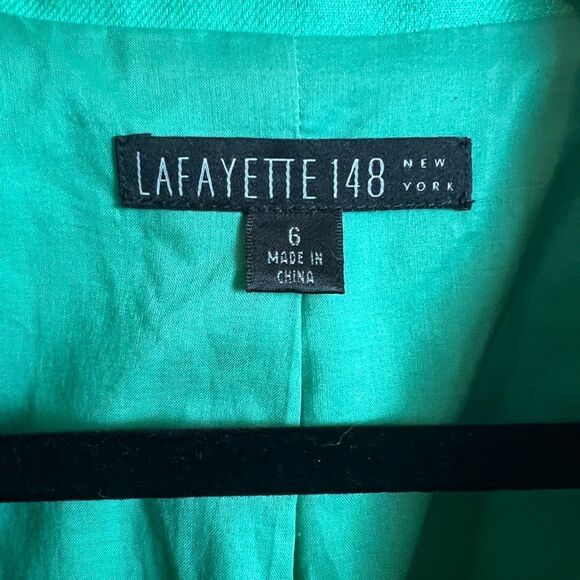 LAFAYETTE 148 NEW YORK
6
MADE IN
CHINA